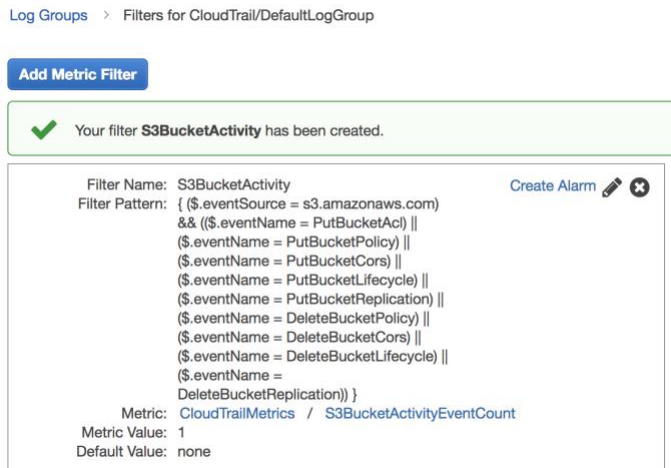 Log Groups > Filters for CloudTrail/DefaultLogGroup
Add Metric Filter
Your filter S3BucketActivity has been created.
Filter Name: S3BucketActivity
Create Alarm
Filter Pattern: { ($.eventSource = s3.amazonaws.com)
&& (($.eventName = PutBucketAcl) ||
($.eventName = PutBucketPolicy) ||
($.eventName = PutBucketCors) ||
($.eventName = PutBucketLifecycle) ||
($.eventName = PutBucketReplication) ||
($.eventName = DeleteBucketPolicy) ||
($.eventName = DeleteBucketCors) ||
($.eventName = DeleteBucketLifecycle) ||
($.eventName =
DeleteBucketReplication)) }
Metric: CloudTrailMetrics / S3BucketActivityEventCount
Metric Value: 1
Default Value: none